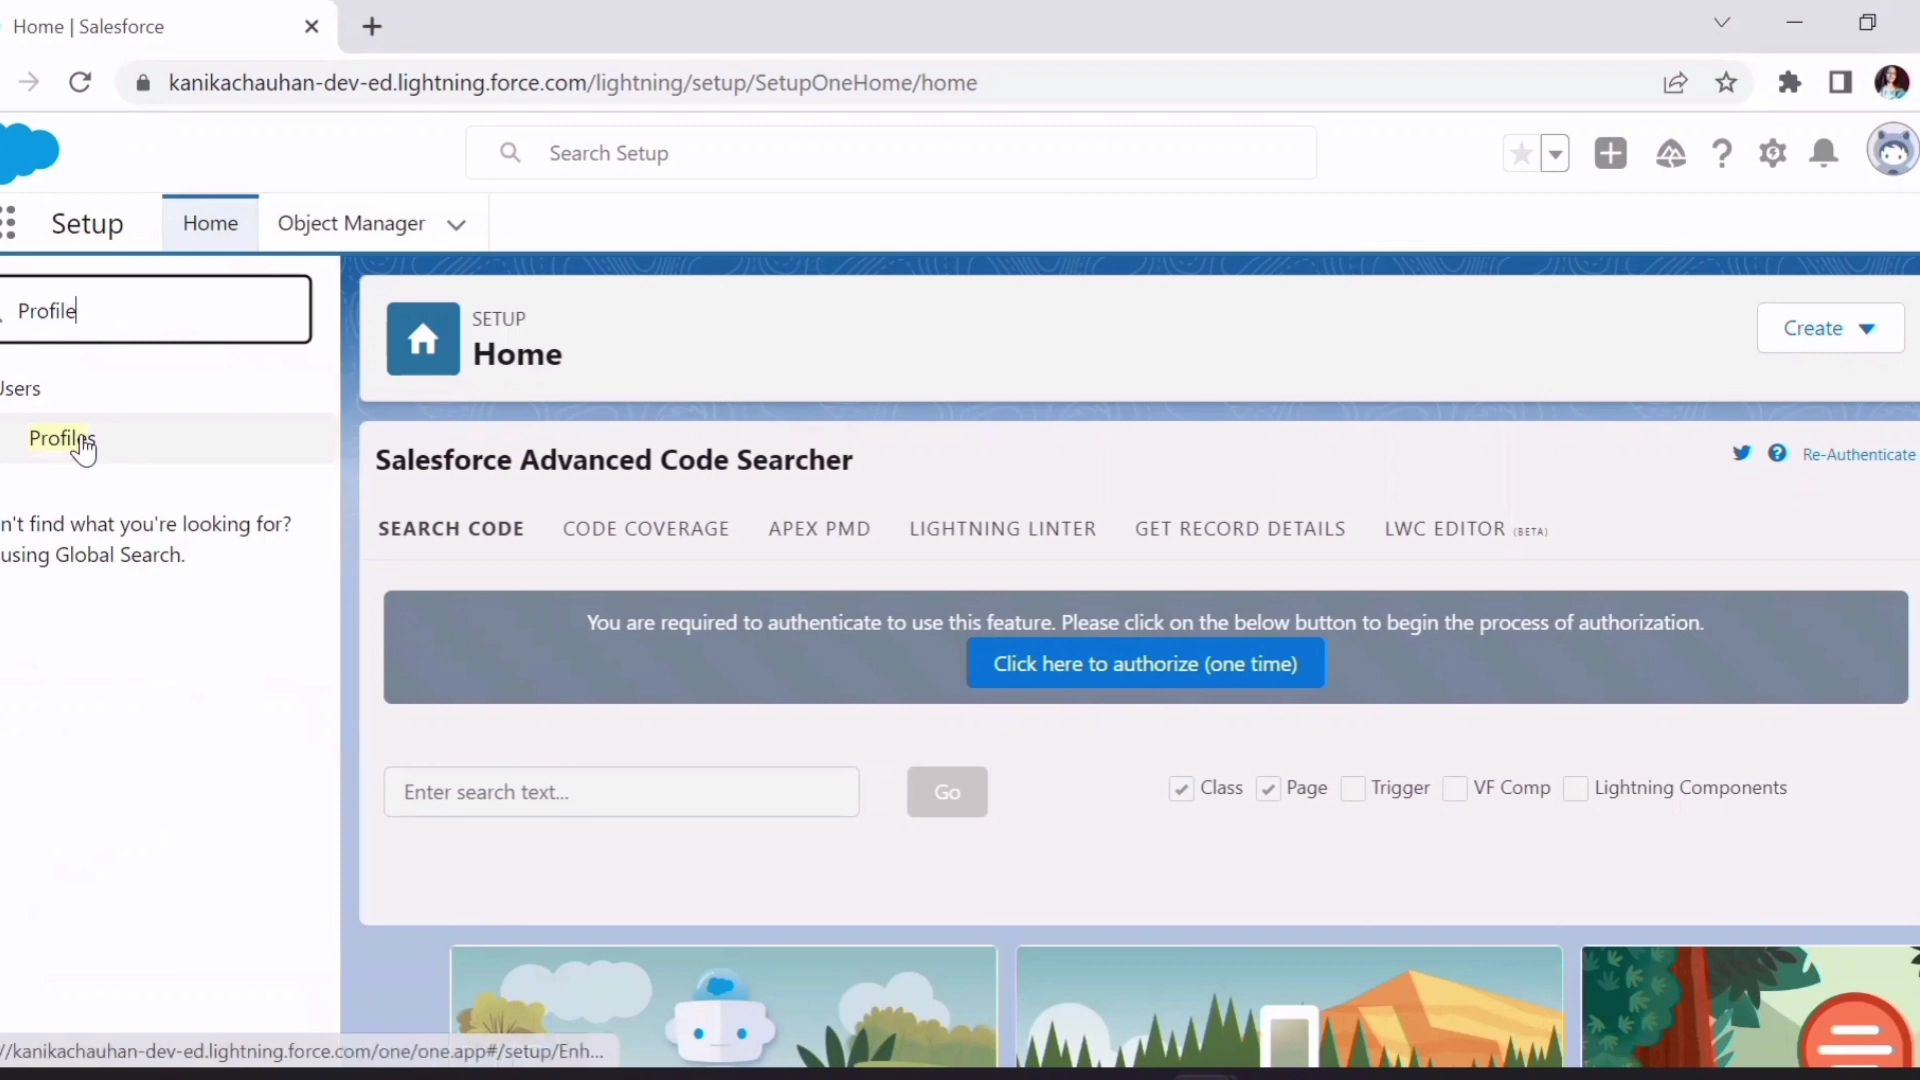 Home | Salesforce
kanikachauhan-dev-ed.lightning.force.com/lightning/setup/SetupOneHome/home
Search Setup
Setup
Home
Object Manager
Profile
Users
Profiles
n't find what you're looking for?
using Global Search.
SETUP
Home
Create
Salesforce Advanced Code Searcher
Re-Authenticate
SEARCH CODE CODE COVERAGE APEX PMD LIGHTNING LINTER GET RECORD DETAILS LWC EDITOR (BETA)
You are required to authenticate to use this feature. Please click on the below button to begin the process of authorization.
Click here to authorize (one time)
Enter search text...
Go
Class Page Trigger VF Comp Lightning Components
//kanikachauhan-dev-ed.lightning.force.com/one/one.app#/setup/Enh...